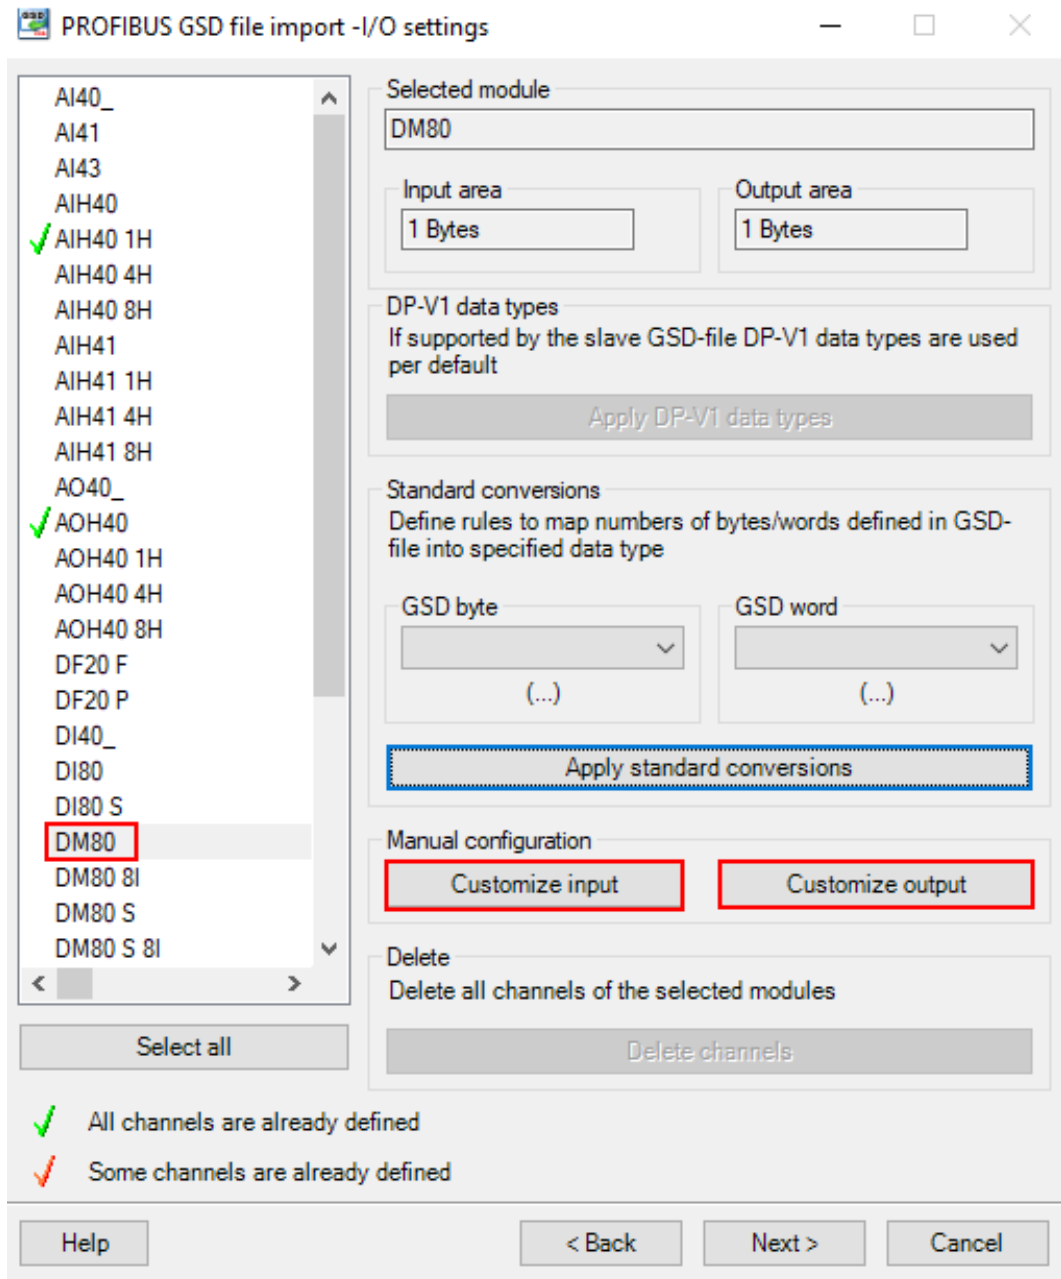 PROFIBUS GSD file import -I/O settings
AI40_
AI41
AI43
AIH40
AIH40 1H
AIH40 4H
AIH40 8H
AIH41
AIH41 1H
AIH41 4H
AIH41 8H
AO40_
AOH40
AOH40 1H
AOH40 4H
AOH40 8H
DF20 F
DF20 P
DI40_
DI80
DI80 S
DM80
DM80 8I
DM80 S
DM80 S 8I
Select all
Selected module
DM80
Input area
1 Bytes
Output area
1 Bytes
DP-V1 data types
If supported by the slave GSD-file DP-V1 data types are used
per default
Apply DP-V1 data types
Standard conversions
Define rules to map numbers of bytes/words defined in GSD-
file into specified data type
GSD byte
(...)
GSD word
(...)
Apply standard conversions
Manual configuration
Customize input
Customize output
Delete
Delete all channels of the selected modules
Delete channels
All channels are already defined
Some channels are already defined
Help
< Back
Next >
Cancel